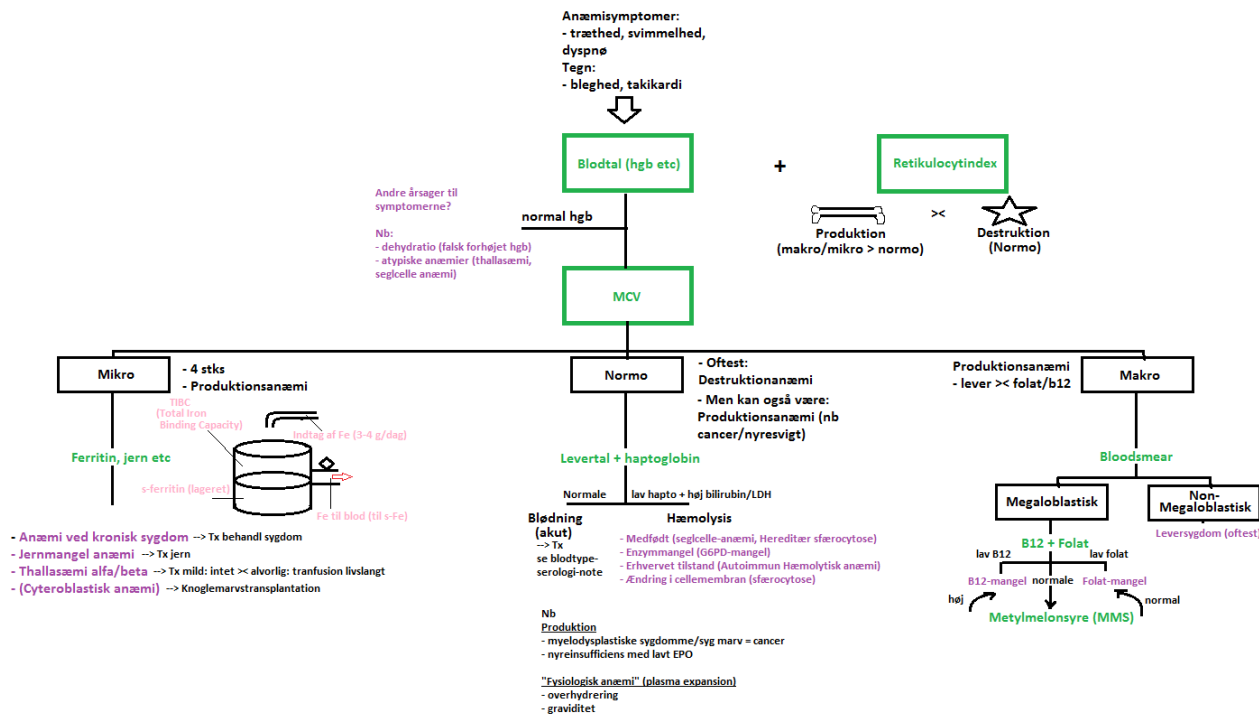 Anæmisymptomer:
- træthed, svimmelhed,
dyspnø
Tegn:
- bleghed, takikardi
Blodtal (hgb etc)
+
Retikulocytindex
Andre årsager til
symptomerne?
Nb:
- dehydratio (falsk forhøjet hgb)
- atypiske anæmier (thallasæmi,
seglcelle anæmi)
normal hgb
Produktion
(makro/mikro > normo)
><
Destruktion
(Normo)
MCV
Mikro
- 4 stks
- Produktionsanæmi
TIBC
(Total Iron
Binding Capacity)
Indtag af Fe (3-4 g/dag)
Ferritin, jern etc
s-ferritin (lageret)
Fe til blod (til s-Fe)
- Anæmi ved kronisk sygdom --> Tx behandl sygdom
- Jernmangel anæmi --> Tx jern
- Thallasæmi alfa/beta --> Tx mild: intet >< alvorlig: tranfusion livslangt
- (Cyteroblastisk anæmi) --> Knoglemarvstransplantation
Normo
- Oftest:
Destruktionanæmi
- Men kan også være:
Produktionsanæmi (nb
cancer/nyresvigt)
Levertal + haptoglobin
Normale
lav hapto + høj bilirubin/LDH
Blødning
(akut)
--> Tx
se blodtype-
serologi-note
Hæmolysis
- Medfødt (seglcelle-anæmi, Hereditær sfærocytose)
- Enzymmangel (G6PD-mangel)
- Erhvervet tilstand (Autoimmun Hæmolytisk anæmi)
- Ændring i cellemembran (sfærocytose)
Nb
Produktion
- myelodysplastiske sygdomme/syg marv = cancer
- nyreinsufficiens med lavt EPO
"Fysiologisk anæmi" (plasma expansion)
- overhydrering
- graviditet
Produktionsanæmi
- lever >< folat/b12
Makro
Bloodsmear
Megaloblastisk
Non-
Megaloblastisk
Leversygdom (oftest)
B12 + Folat
lav B12
lav folat
B12-mangel
normale
Folat-mangel
høj
normal
Metylmelonsyre (MMS)